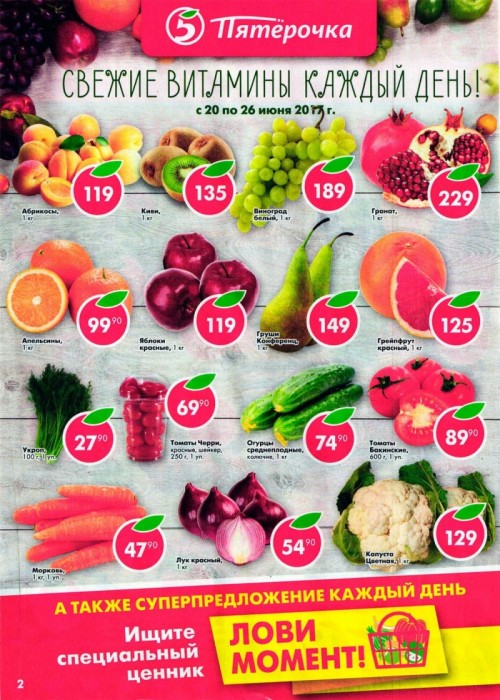 5 Пятёрочка
СВЕЖИЕ ВИТАМИНЫ КАЖДЫЙ ДЕНЬ!
с 20 по 26 июня 2017 г.
119
Абрикосы,
1 кг
135
Киви,
1 кг
189
Виноград
белый, 1 кг
229
Гранат,
1 кг
99 90
Апельсины,
1 кг
119
Яблоки
красные, 1 кг
149
Груши
Конференц,
1 кг
125
Грейпфрут
красный, 1 кг
27 90
Укроп,
100 г, 1 уп.
69 90
Томаты Черри,
красные, шейкер,
250 г, 1 уп.
74 90
Огурцы
среднеплодные,
колючие, 1 кг
89 90
Томаты
Бакинские,
600 г, 1 уп.
47 90
Морковь,
1 кг, 1 уп.
54 90
Лук красный,
1 кг
129
Капуста
Цветная, 1 кг
А ТАКЖЕ СУПЕРПРЕДЛОЖЕНИЕ КАЖДЫЙ ДЕНЬ
Ищите
специальный
ценник
ЛОВИ
МОМЕНТ!
2